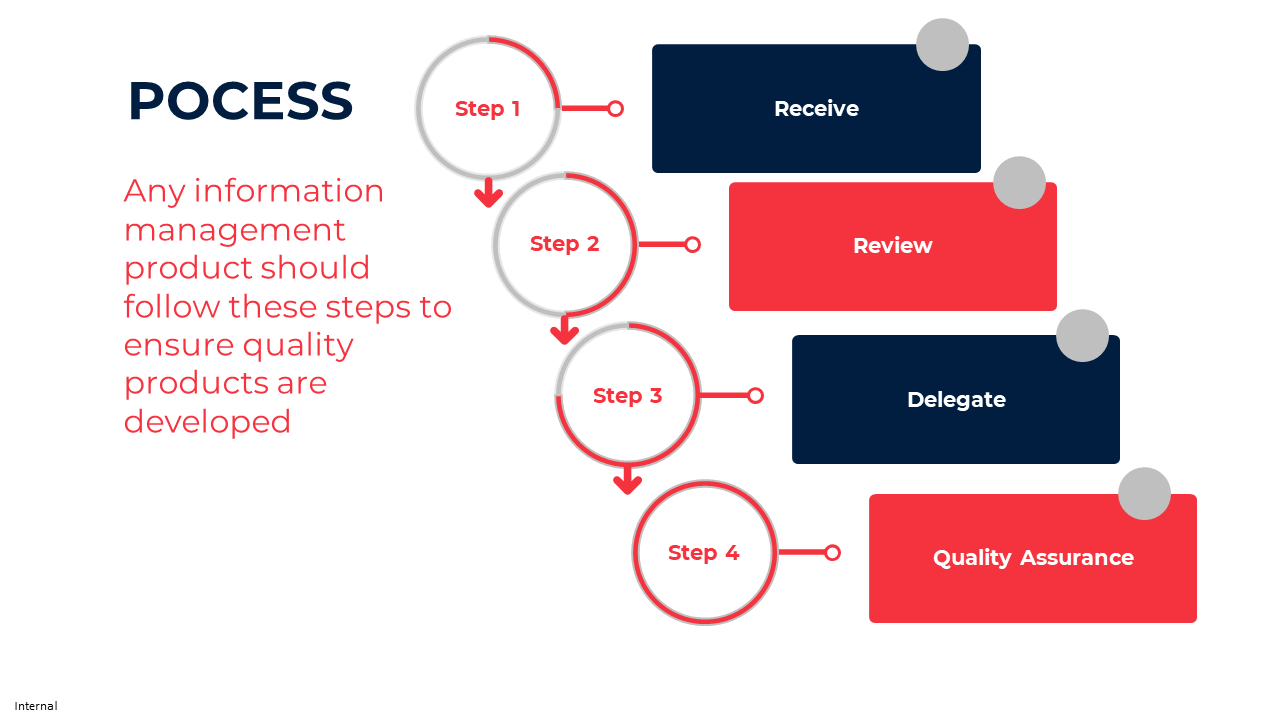 POCESS
Any information
management
product should
follow these steps to
ensure quality
products are
developed
Step 1
Receive
Step 2
Review
Step 3
Delegate
Step 4
Quality Assurance
Internal